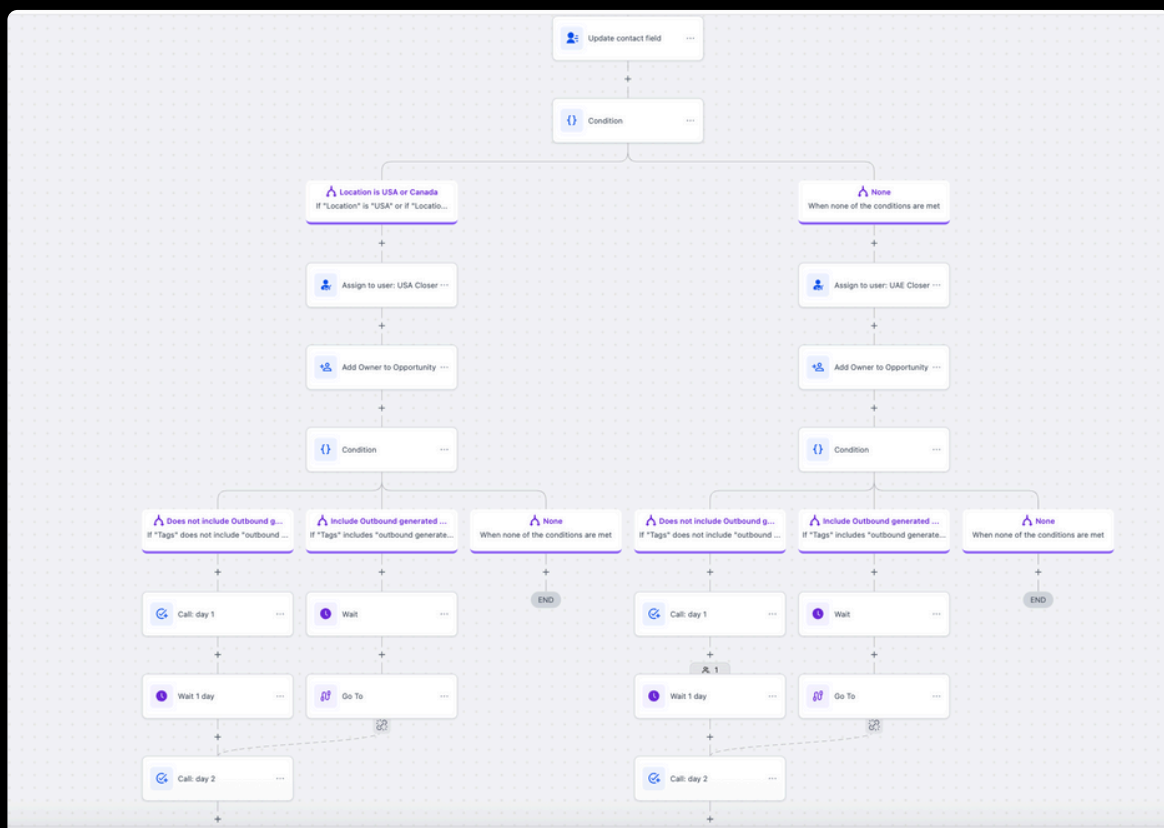 Update contact field
Condition
Location is USA or Canada
If "Location" is "USA" or if "Locatio...
None
When none of the conditions are met
Assign to user: USA Closer
Assign to user: UAE Closer
Add Owner to Opportunity
Add Owner to Opportunity
Condition
Condition
Does not include Outbound g...
If "Tags" does not include "outbound ...
Include Outbound generated ...
If "Tags" includes "outbound generate...
None
When none of the conditions are met
Does not include Outbound g...
If "Tags" does not include "outbound ...
Include Outbound generated ...
If "Tags" includes "outbound generate...
None
When none of the conditions are met
END
END
Call: day 1
Wait
Call: day 1
Wait
1
Wait 1 day
Go To
Wait 1 day
Go To
Call: day 2
Call: day 2